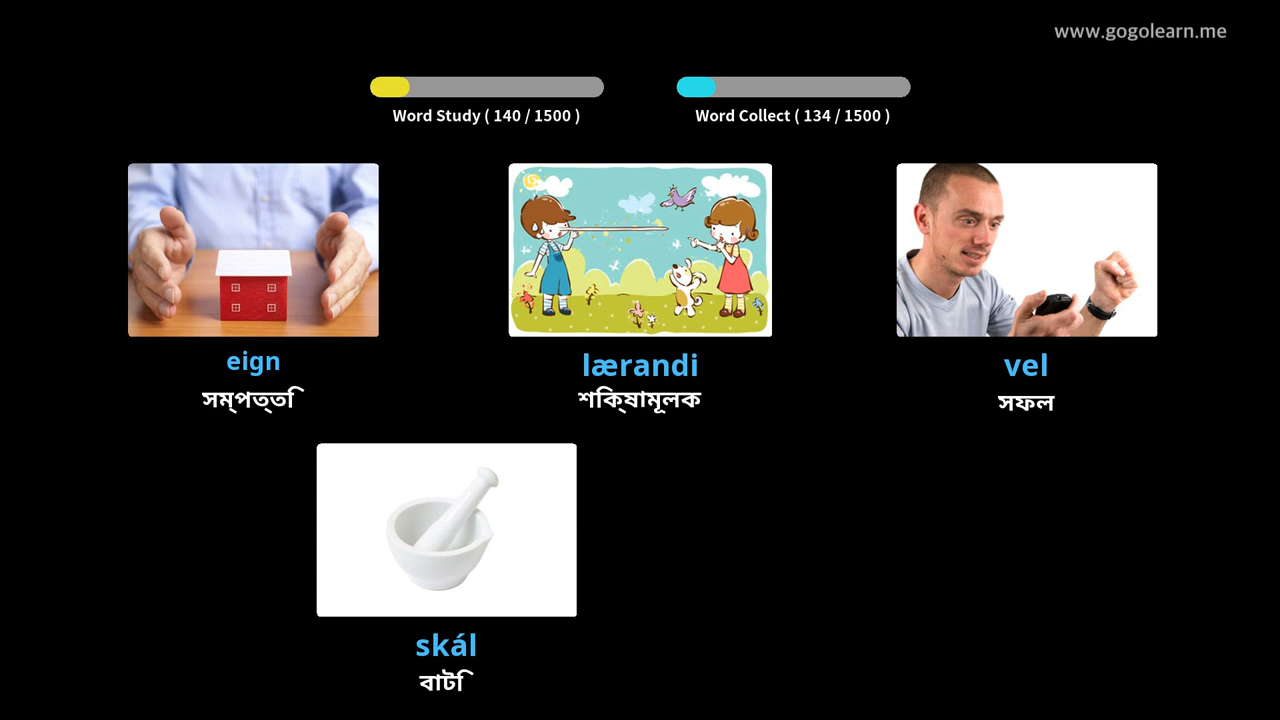 www.gogolearn.me
Word Study ( 140 / 1500 )
Word Collect ( 134 / 1500 )
eign
lærandi
vel
সম্পত্তি
শিক্ষামূলক
সফল
skál
বাটি